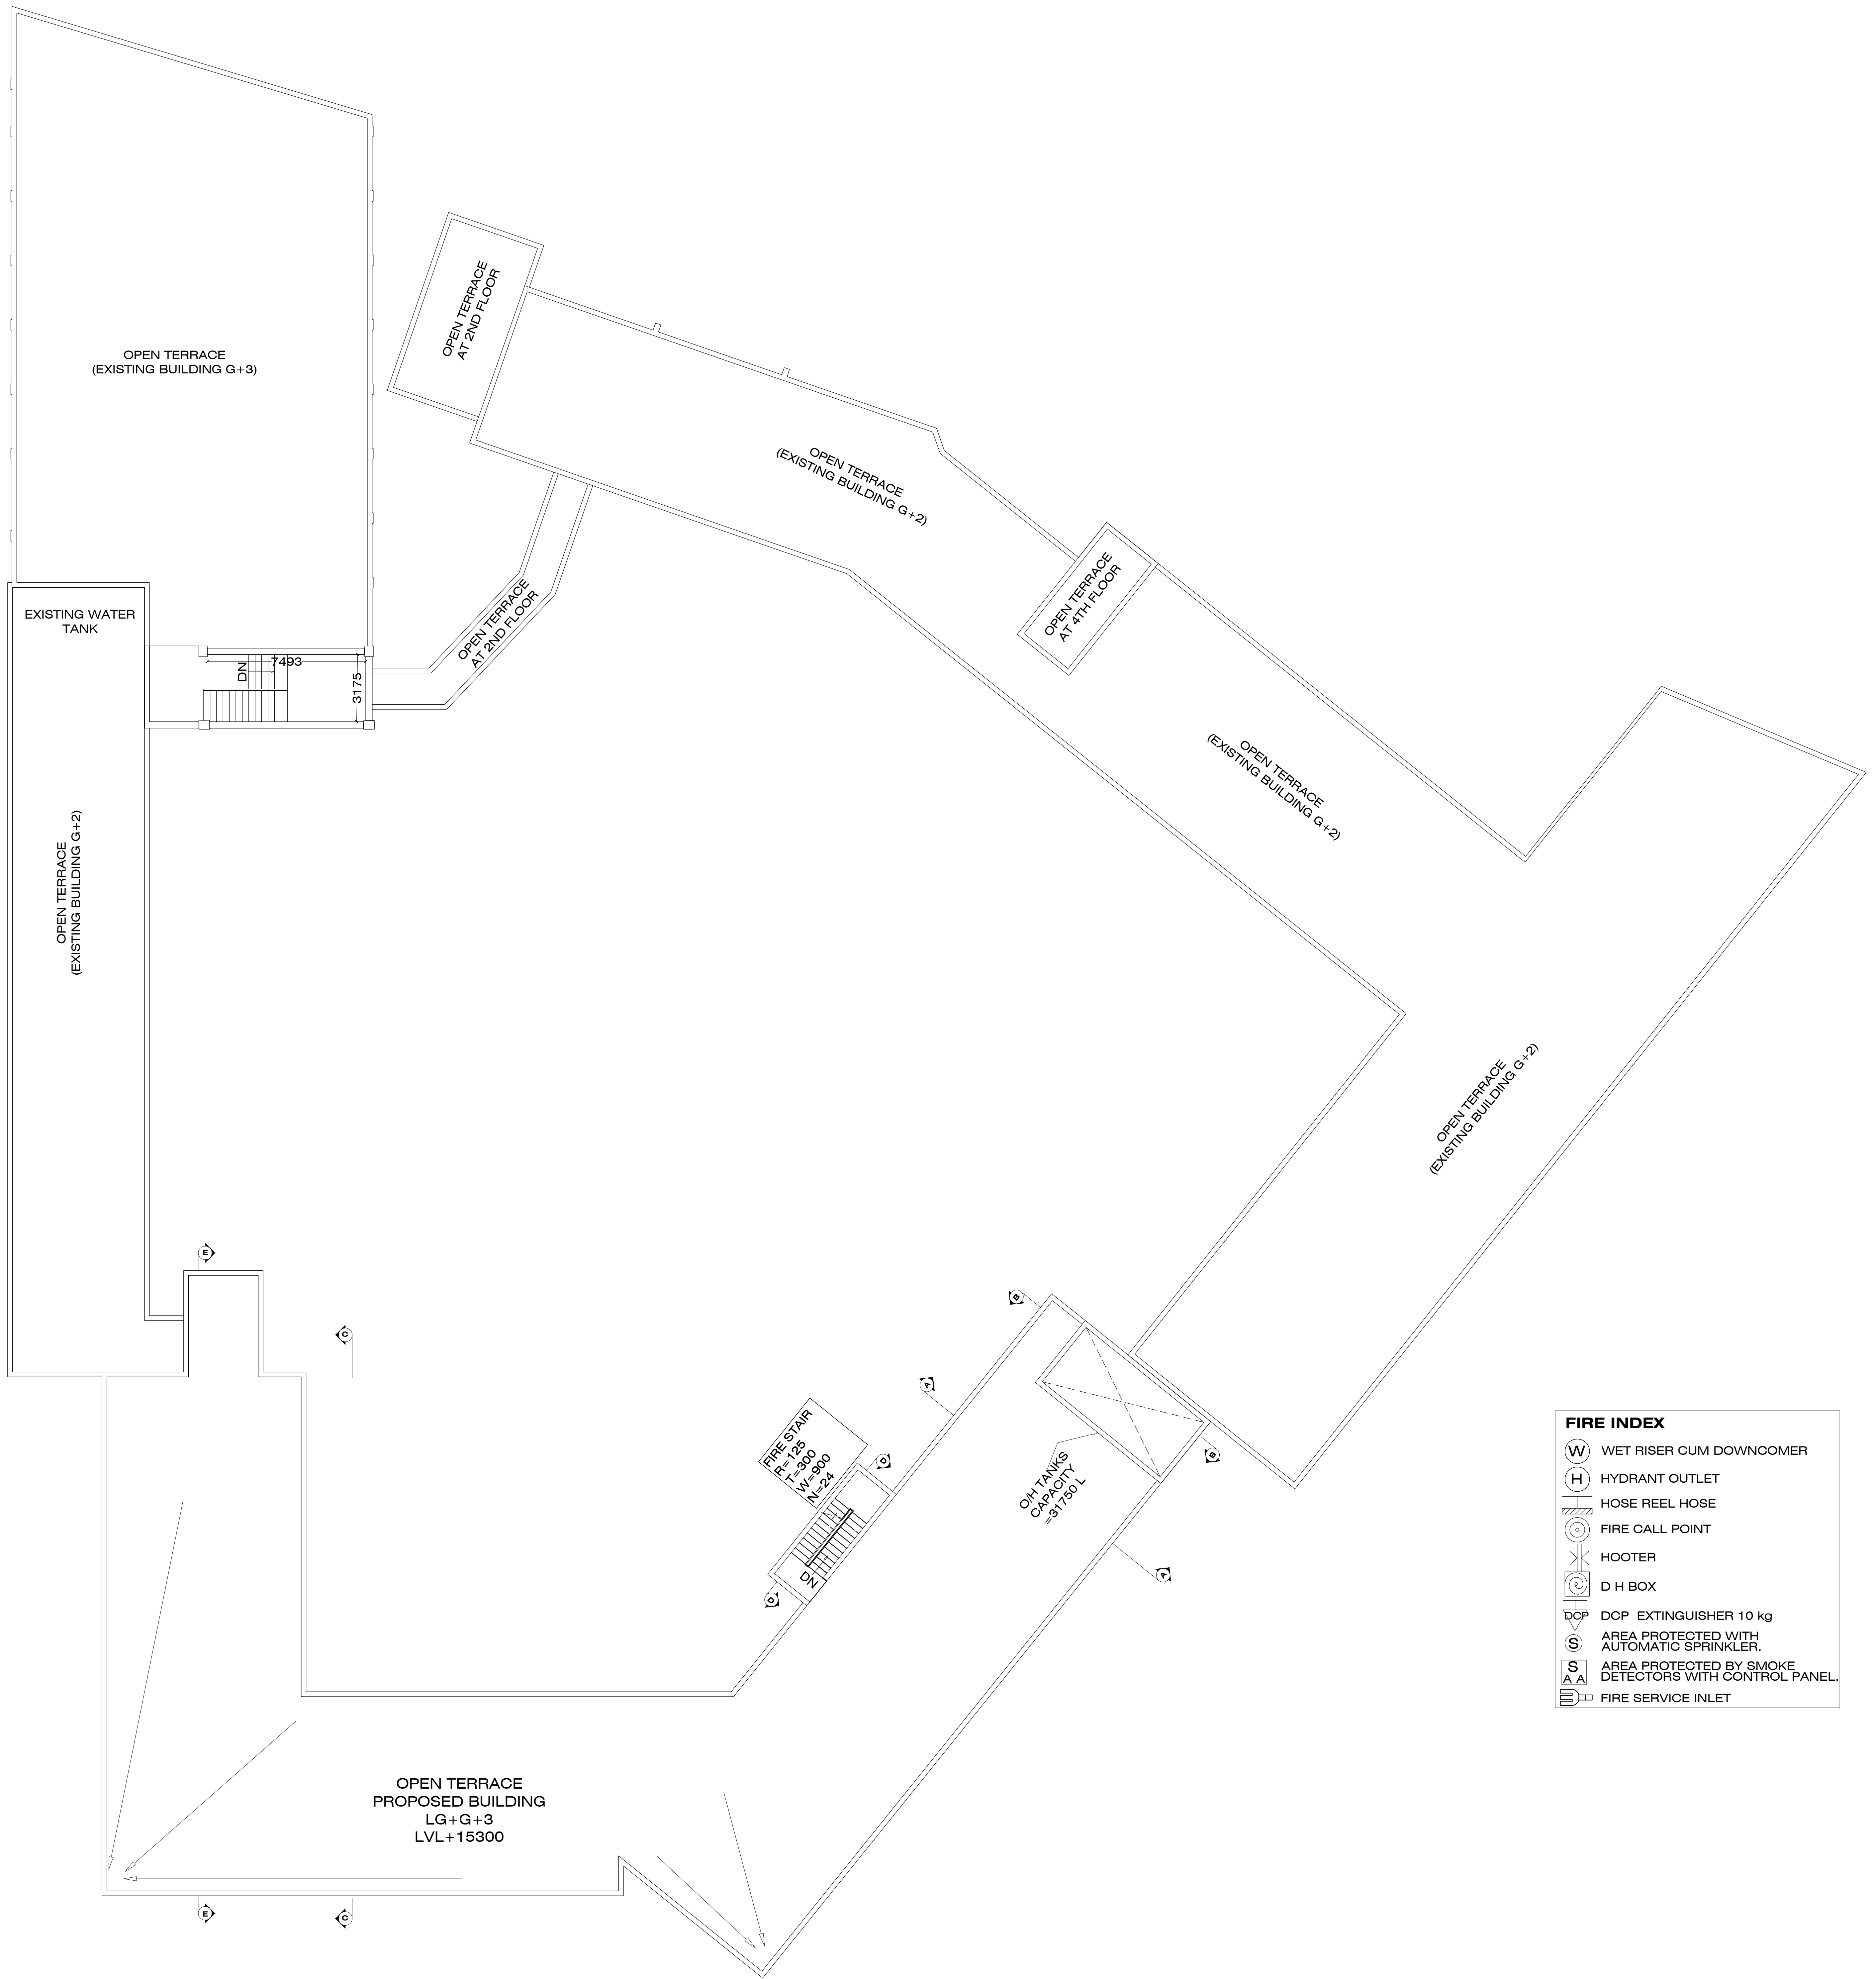 OPEN TERRACE
(EXISTING BUILDING G+3)
OPEN TERRACE
AT 2ND FLOOR
OPEN TERRACE
(EXISTING BUILDING G+2)
OPEN TERRACE
AT 4TH FLOOR
EXISTING WATER
TANK
DN
7493
3175
OPEN TERRACE
AT 2ND FLOOR
OPEN TERRACE
(EXISTING BUILDING G+2)
OPEN TERRACE
(EXISTING BUILDING G+2)
OPEN TERRACE
(EXISTING BUILDING G+2)
E
C
B
A
D
FIRE STAIR
R=125
T=300
W=900
N=24
DN
D
O/H TANKS
CAPACITY
=31750 L
B
A
OPEN TERRACE
PROPOSED BUILDING
LG+G+3
LVL+15300
E
C
FIRE INDEX
W WET RISER CUM DOWNCOMER
H HYDRANT OUTLET
HOSE REEL HOSE
FIRE CALL POINT
HOOTER
D H BOX
DCP DCP EXTINGUISHER 10 kg
S AREA PROTECTED WITH
AUTOMATIC SPRINKLER.
S AREA PROTECTED BY SMOKE
A A DETECTORS WITH CONTROL PANEL.
FIRE SERVICE INLET